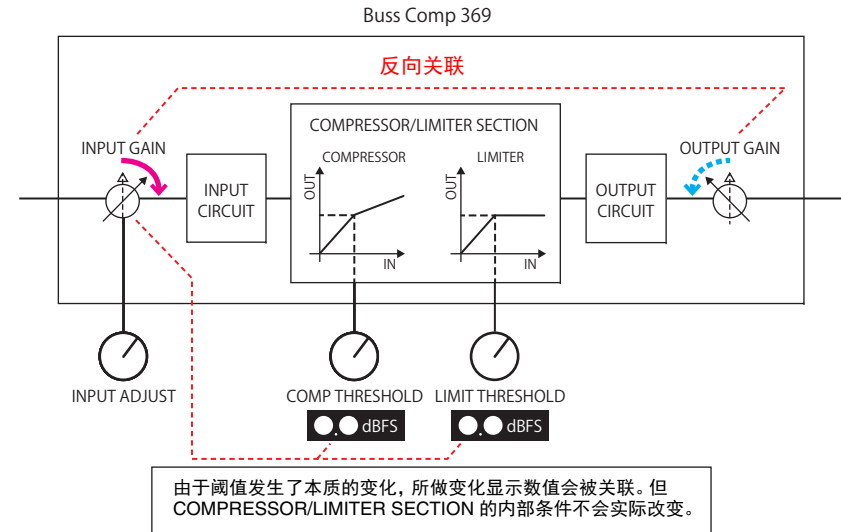 Buss Comp 369
反向关联
COMPRESSOR/LIMITER SECTION
INPUT GAIN
OUTPUT GAIN
COMPRESSOR
LIMITER
INPUT
CIRCUIT
OUT
IN
OUT
IN
OUTPUT
CIRCUIT
INPUT ADJUST
COMP THRESHOLD
LIMIT THRESHOLD
dBFS
dBFS
由于阈值发生了本质的变化，所做变化显示数值会被关联。但
COMPRESSOR/LIMITER SECTION 的内部条件不会实际改变。